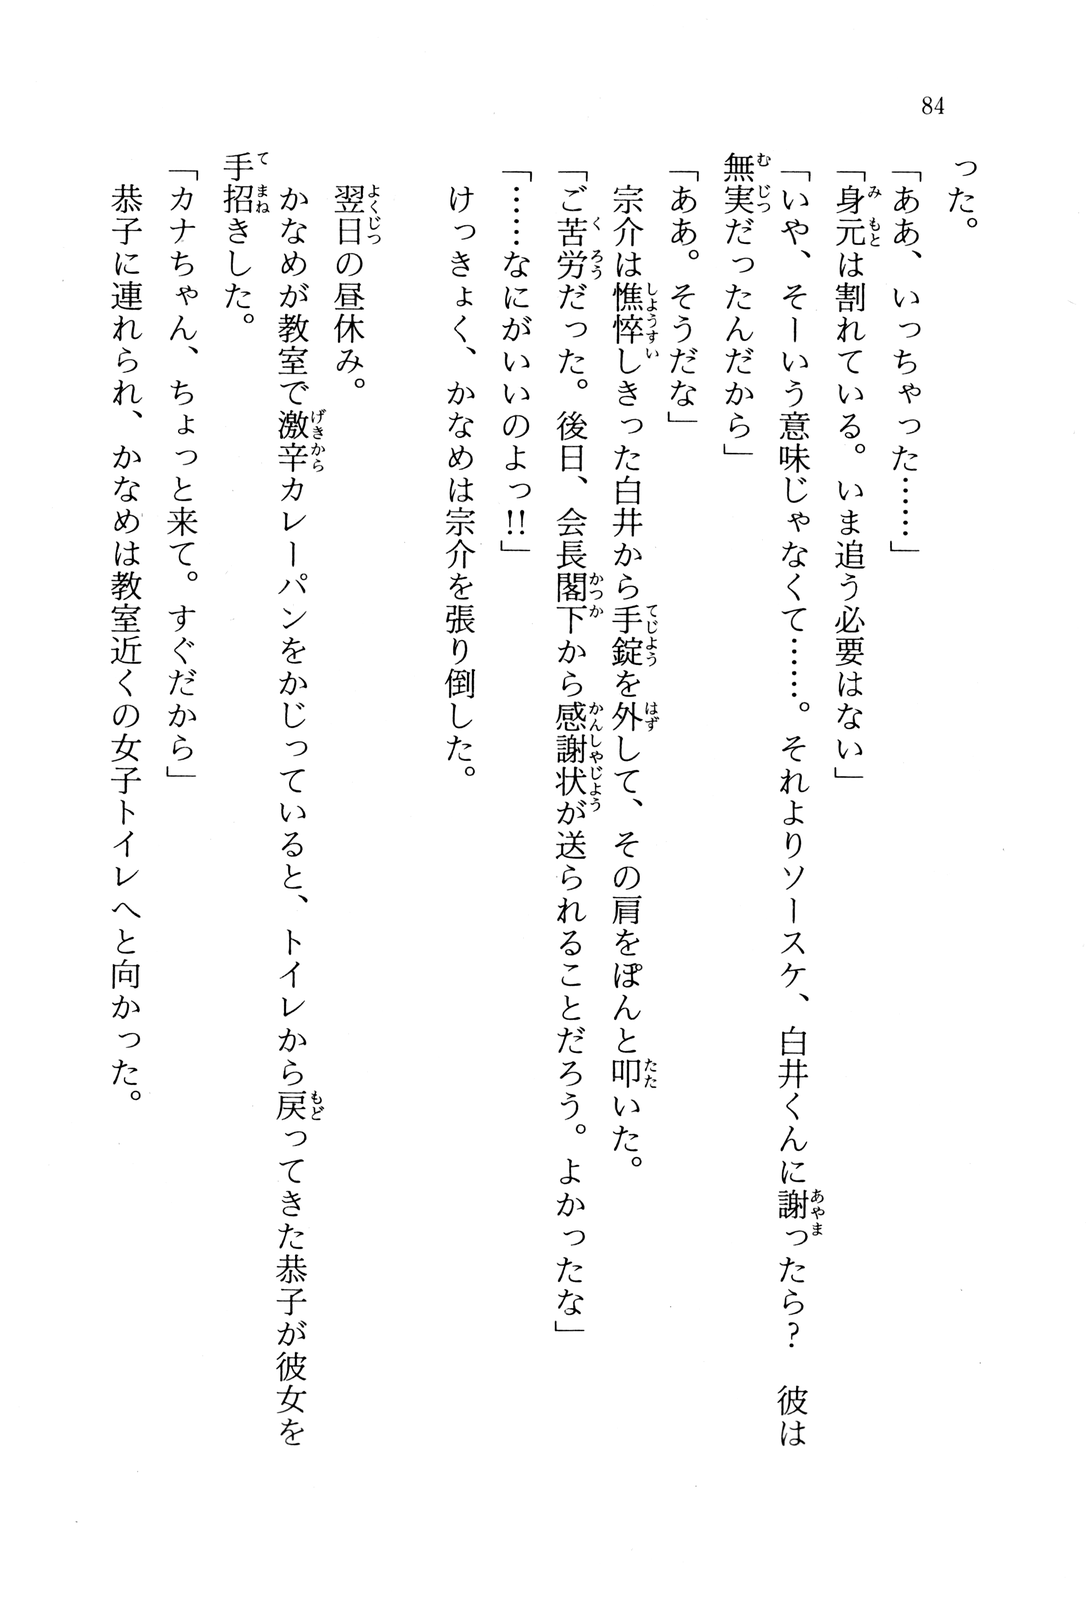 84
った。
「ああ、いっちゃった……」
「身元は割れている。いま追う必要はない」
「いや、そーいう意味じゃなくて……。それよりソースケ、白井くんに謝ったら?　彼は
無実だったんだから」
「ああ。そうだな」
　宗介は憔悴しきった白井から手錠を外して、その肩をぽんと叩いた。
「ご苦労だった。後日、会長閣下から感謝状が送られることだろう。よかったな」
「……なにがいいのよっ!!」
　けっきょく、かなめは宗介を張り倒した。
　翌日の昼休み。
　かなめが教室で激辛カレーパンをかじっていると、トイレから戻ってきた恭子が彼女を
手招きした。
「カナちゃん、ちょっと来て。すぐだから」
　恭子に連れられ、かなめは教室近くの女子トイレへと向かった。